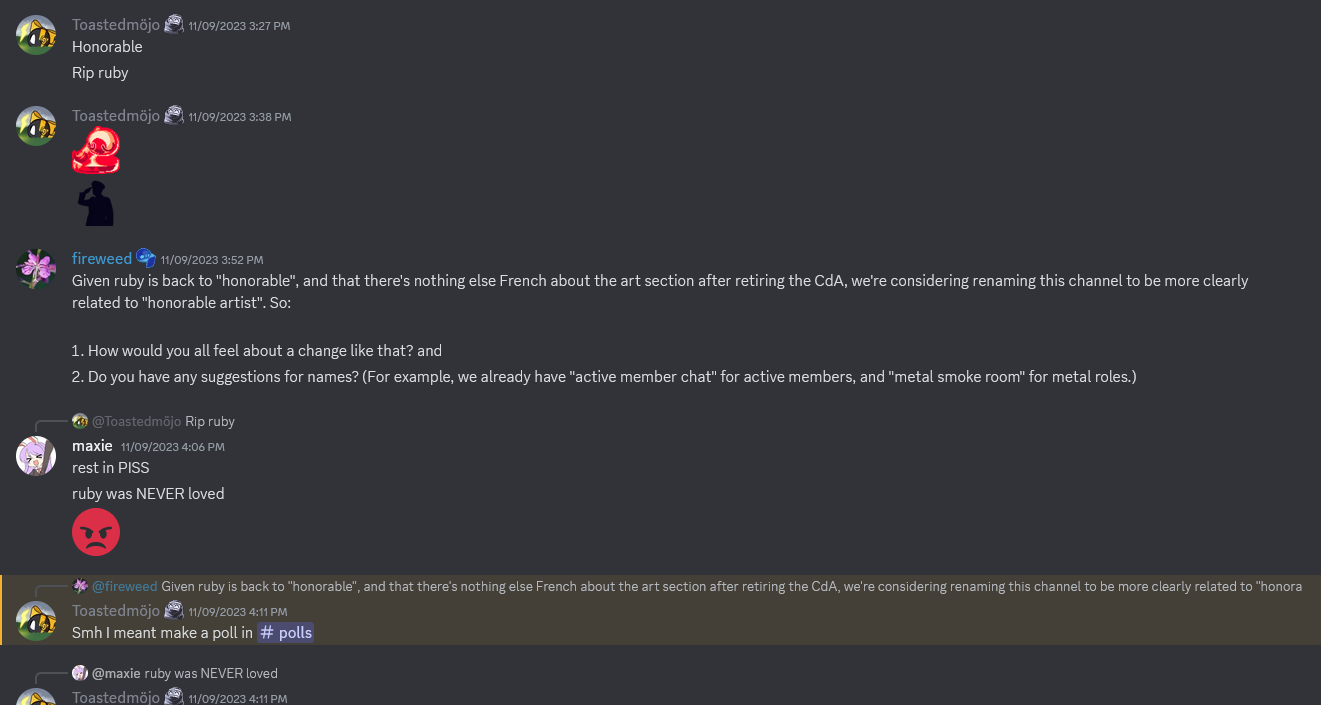 Toastedmöjo 11/09/2023 3:27 PM
Honorable
Rip ruby
Toastedmöjo 11/09/2023 3:38 PM
fireweed 11/09/2023 3:52 PM
Given ruby is back to "honorable", and that there's nothing else French about the art section after retiring the CdA, we're considering renaming this channel to be more clearly
related to "honorable artist". So:
1. How would you all feel about a change like that? and
2. Do you have any suggestions for names? (For example, we already have "active member chat" for active members, and "metal smoke room" for metal roles.)
@Toastedmöjo Rip ruby
maxie 11/09/2023 4:06 PM
rest in PISS
ruby was NEVER loved
@fireweed Given ruby is back to "honorable", and that there's nothing else French about the art section after retiring the CdA, we're considering renaming this channel to be more clearly related to "honora
Toastedmöjo 11/09/2023 4:11 PM
Smh I meant make a poll in # polls
@maxie ruby was NEVER loved
Toastedmöjo 11/09/2023 4:11 PM